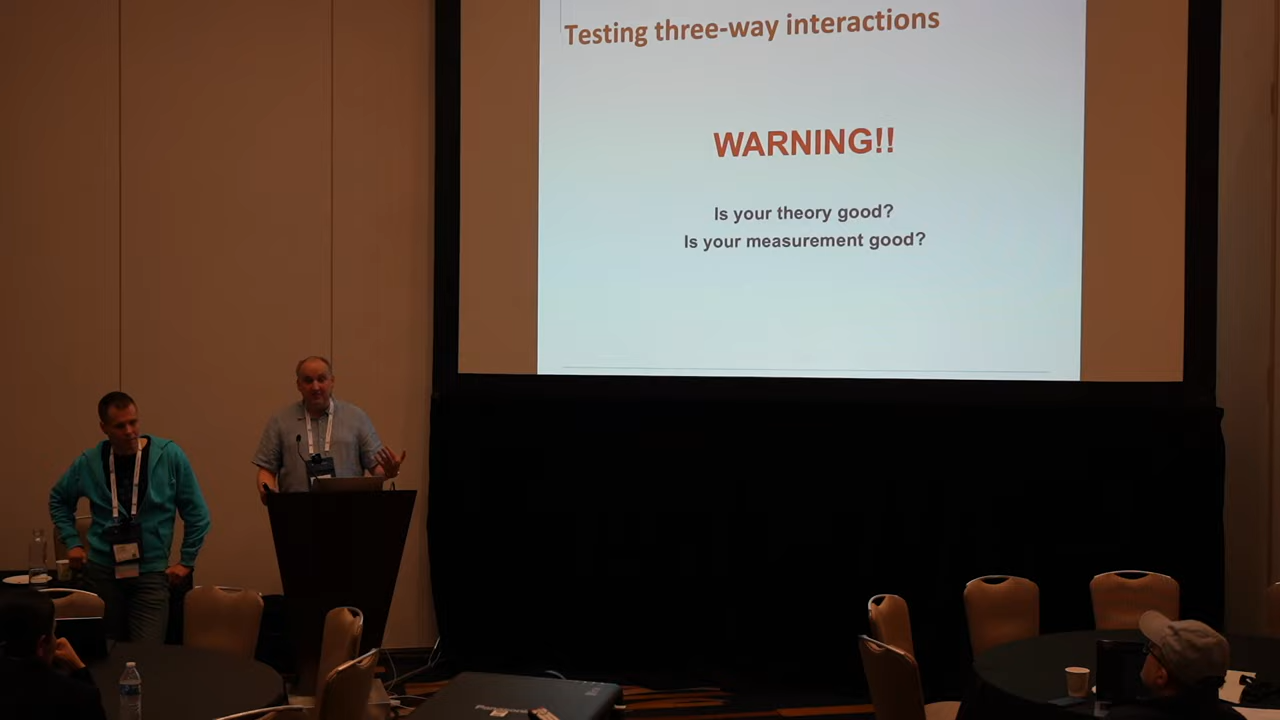 Testing three-way interactions
WARNING!!
Is your theory good?
Is your measurement good?